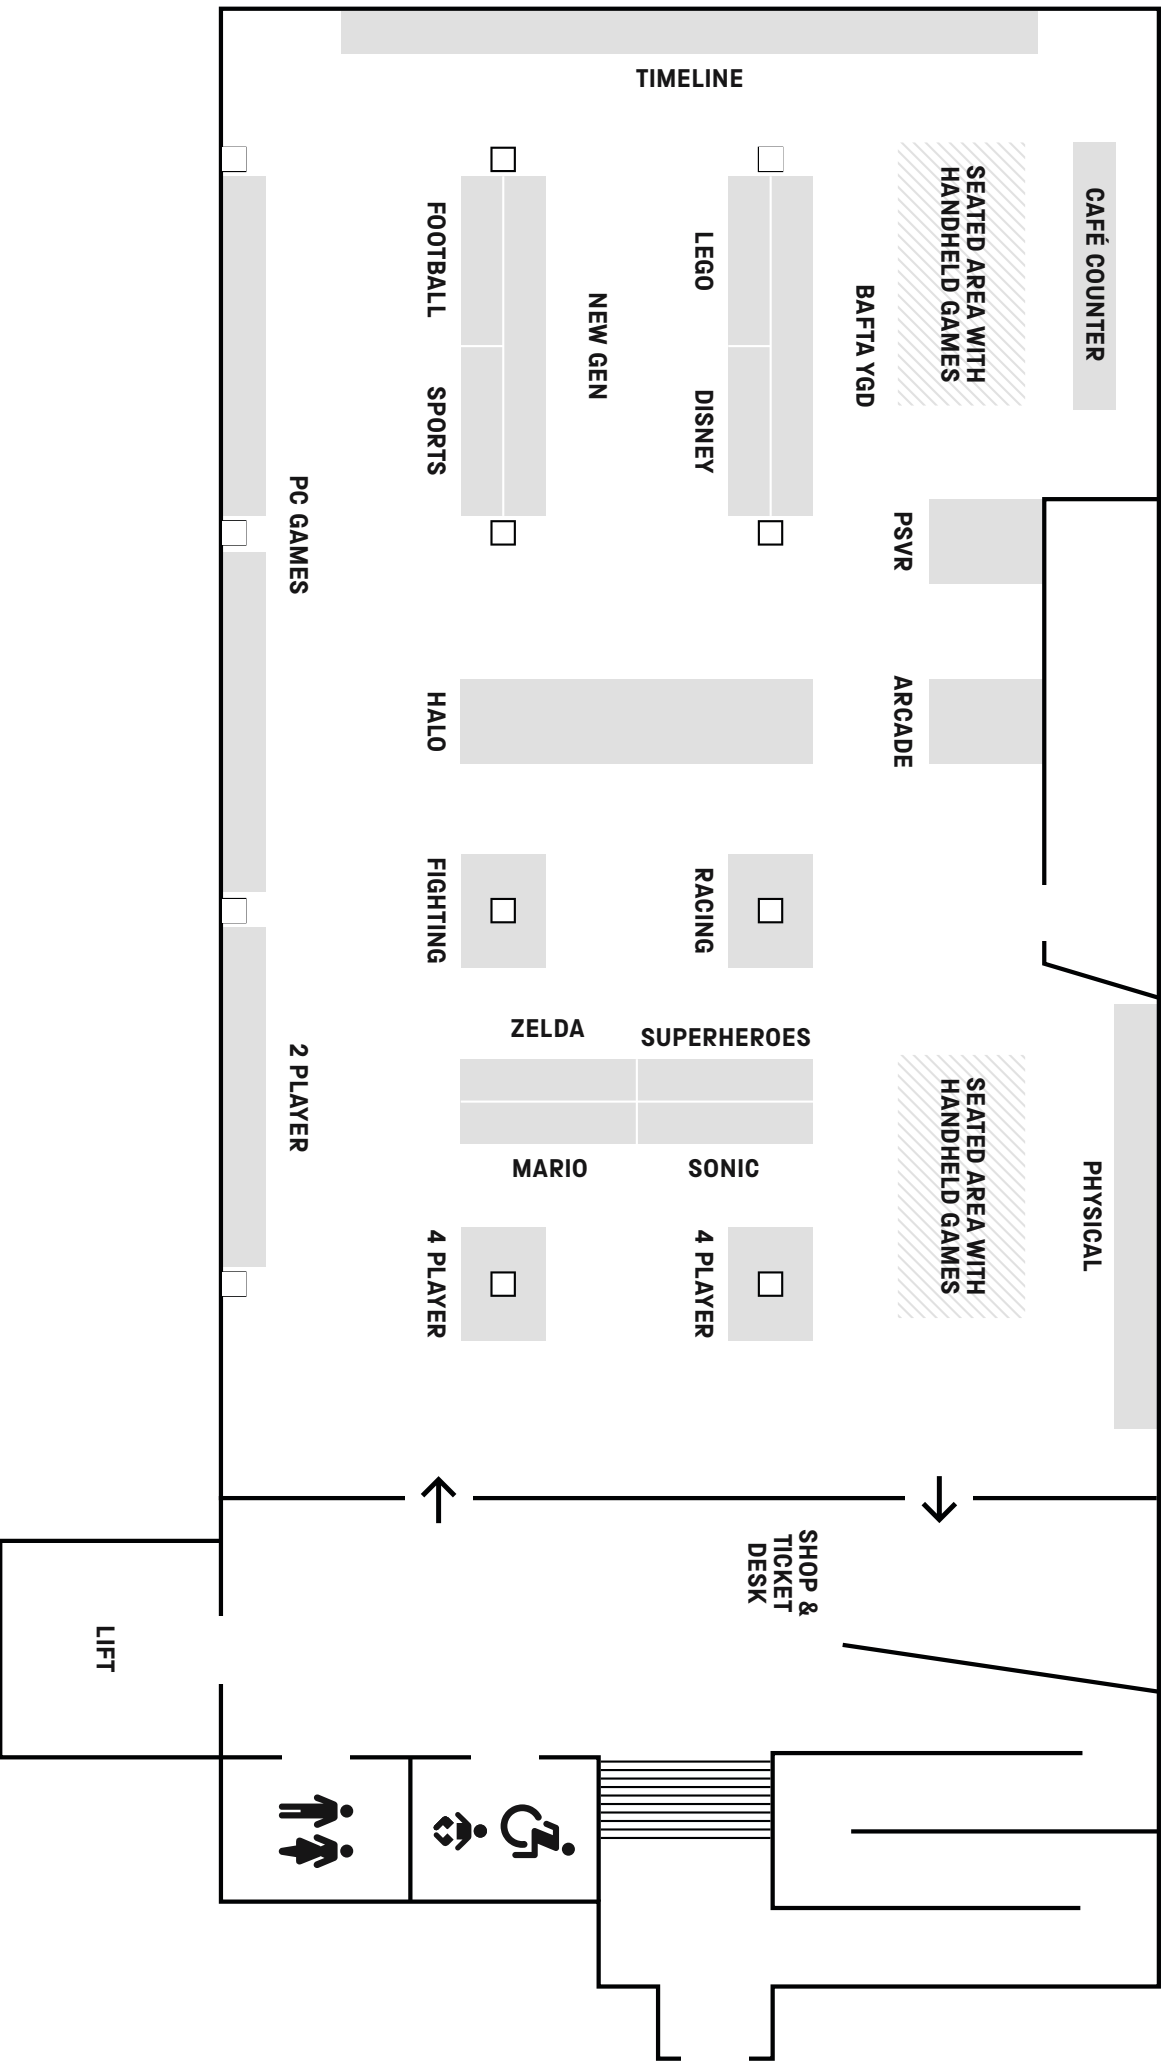 TIMELINE
CAFÉ COUNTER
SEATED AREA WITH
HANDHELD GAMES
BAFTA YGD
LEGO
DISNEY
NEW GEN
FOOTBALL
SPORTS
PC GAMES
PSVR
ARCADE
HALO
RACING
FIGHTING
ZELDA
SUPERHEROES
MARIO
SONIC
2 PLAYER
4 PLAYER
4 PLAYER
SEATED AREA WITH
HANDHELD GAMES
PHYSICAL
SHOP &
TICKET
DESK
LIFT